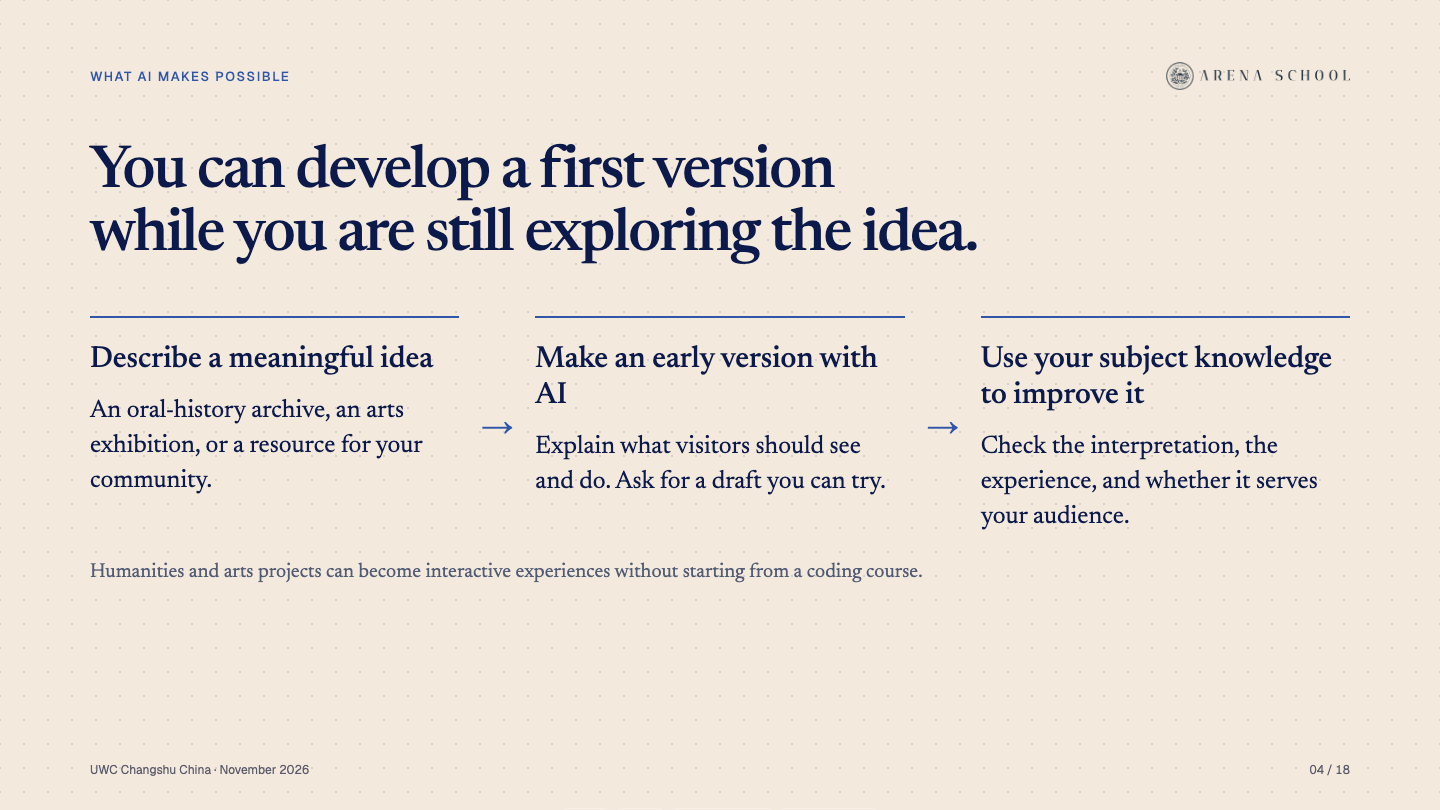 WHAT AI MAKES POSSIBLE
ARENA SCHOOL
You can develop a first version
while you are still exploring the idea.
Describe a meaningful idea
An oral-history archive, an arts
exhibition, or a resource for your
community.
→
Make an early version with
AI
Explain what visitors should see
and do. Ask for a draft you can try.
→
Use your subject knowledge
to improve it
Check the interpretation, the
experience, and whether it serves
your audience.
Humanities and arts projects can become interactive experiences without starting from a coding course.
UWC Changshu China · November 2026
04 / 18